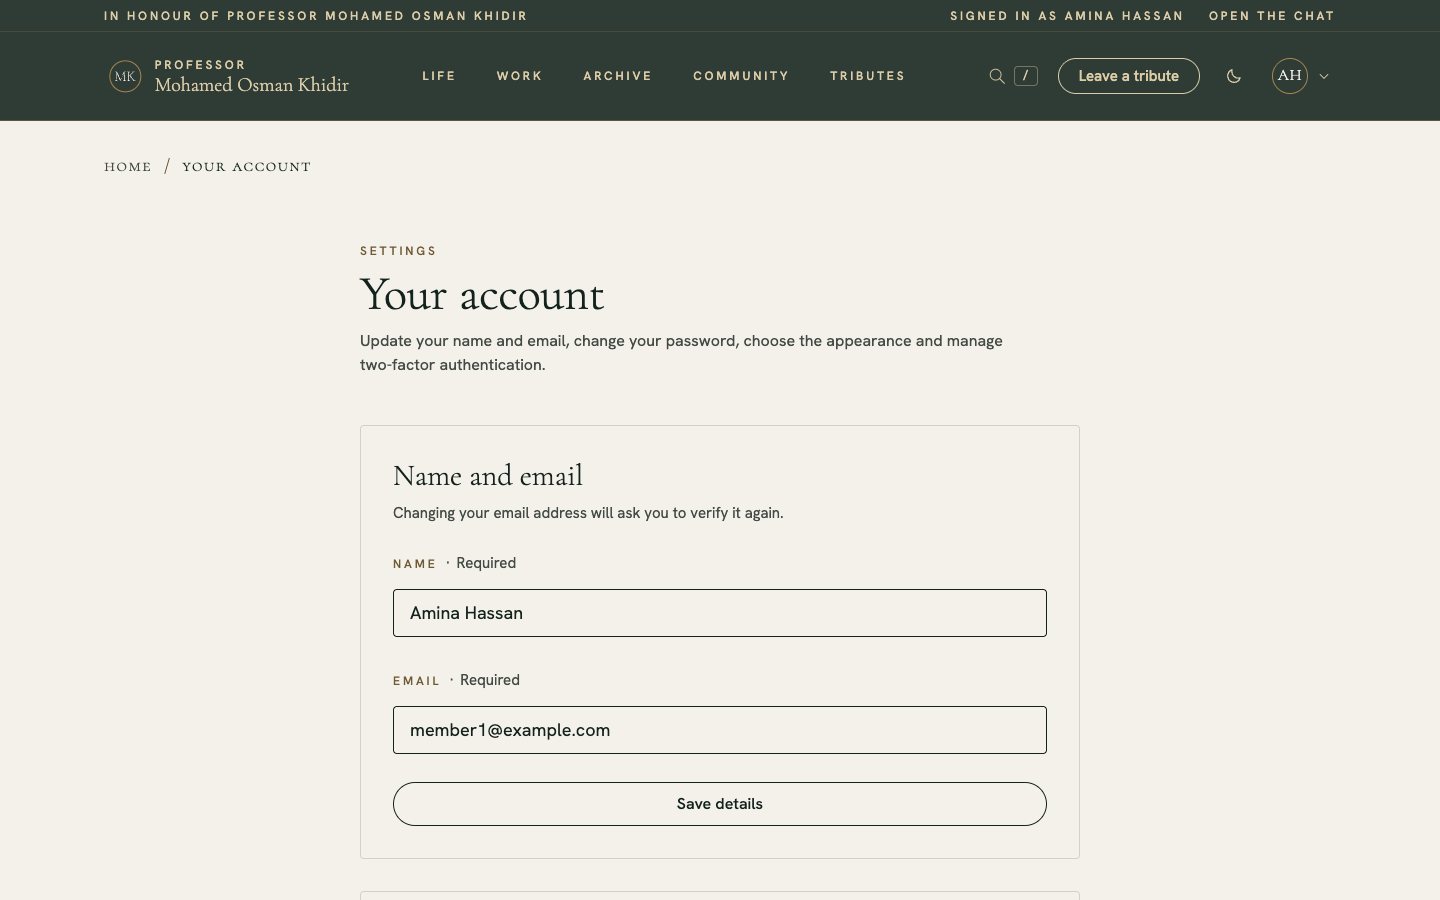 IN HONOUR OF PROFESSOR MOHAMED OSMAN KHIDIR
SIGNED IN AS AMINA HASSAN
OPEN THE CHAT
MK
PROFESSOR
Mohamed Osman Khidir
LIFE
WORK
ARCHIVE
COMMUNITY
TRIBUTES
/
Leave a tribute
AH
HOME / YOUR ACCOUNT
SETTINGS
Your account
Update your name and email, change your password, choose the appearance and manage
two-factor authentication.
Name and email
Changing your email address will ask you to verify it again.
NAME · Required
Amina Hassan
EMAIL · Required
member1@example.com
Save details